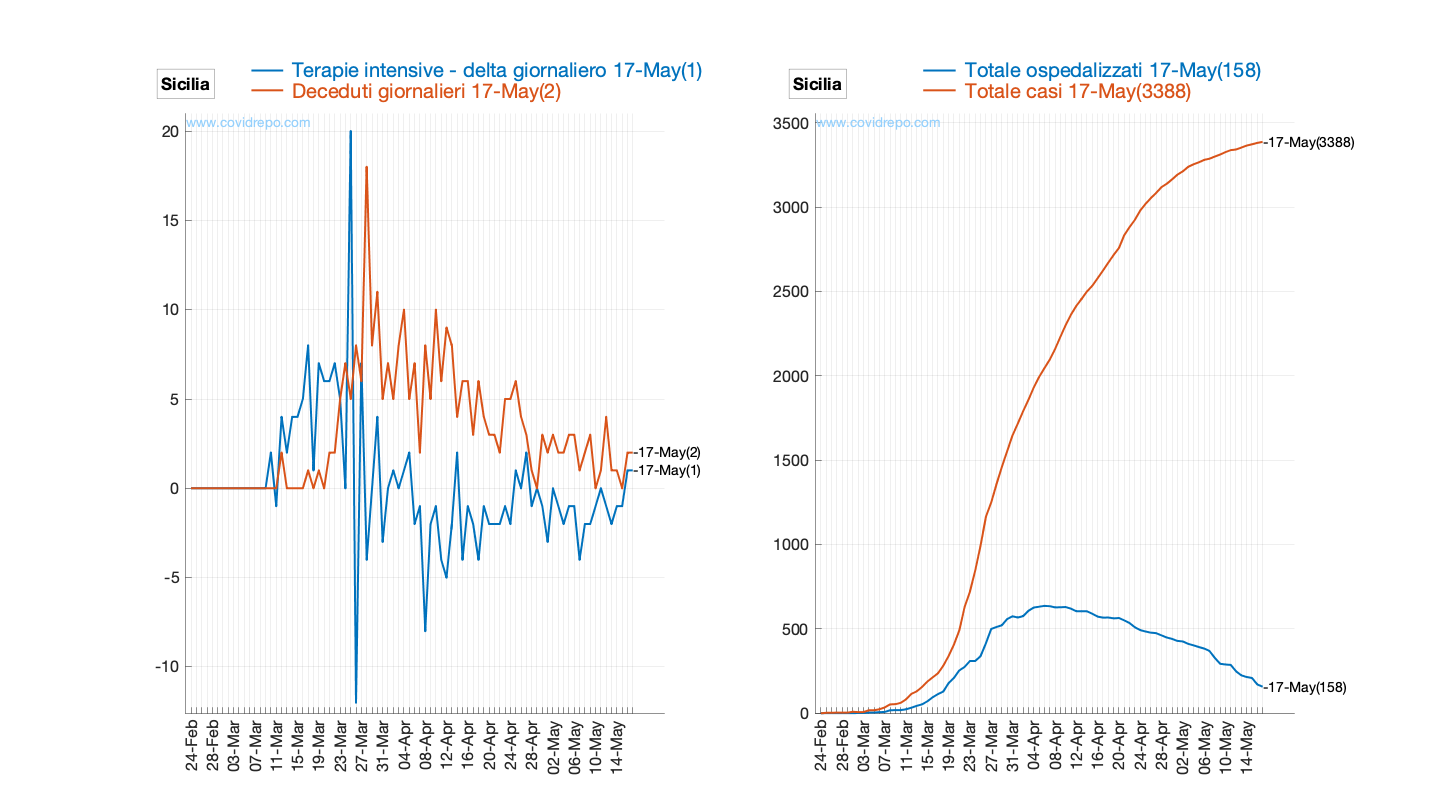 Sicilia
Terapie intensive - delta giornaliero 17-May(1)
Deceduti giornalieri 17-May(2)
www.covidrepo.com
20
15
10
5
0
-5
-10
-17-May(2)
-17-May(1)
24-Feb
28-Feb
03-Mar
07-Mar
11-Mar
15-Mar
19-Mar
23-Mar
27-Mar
31-Mar
04-Apr
08-Apr
12-Apr
16-Apr
20-Apr
24-Apr
28-Apr
02-May
06-May
10-May
14-May
Sicilia
Totale ospedalizzati 17-May(158)
Totale casi 17-May(3388)
www.covidrepo.com
3500
3000
2500
2000
1500
1000
500
0
-17-May(3388)
-17-May(158)
24-Feb
28-Feb
03-Mar
07-Mar
11-Mar
15-Mar
19-Mar
23-Mar
27-Mar
31-Mar
04-Apr
08-Apr
12-Apr
16-Apr
20-Apr
24-Apr
28-Apr
02-May
06-May
10-May
14-May